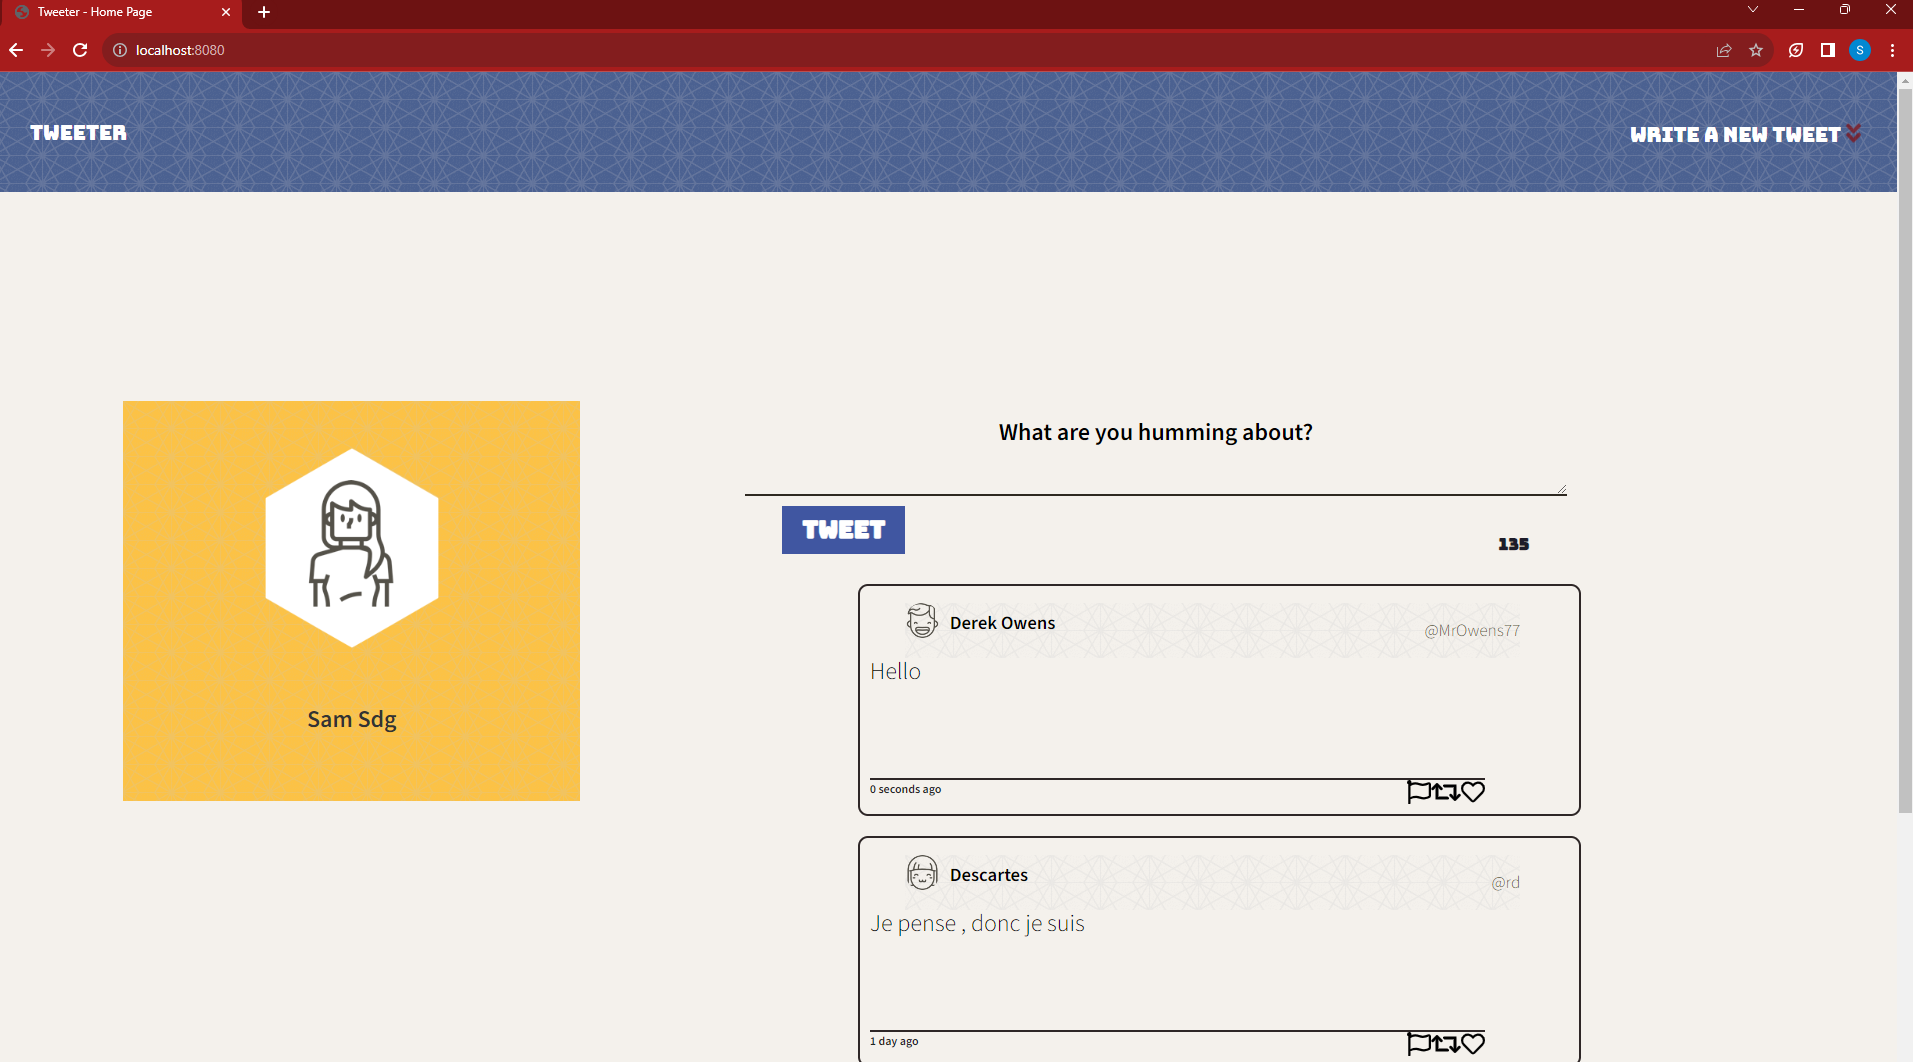 Tweeter - Home Page
localhost:8080
S
TWEETER
WRITE A NEW TWEET
What are you humming about?
TWEET
135
Sam Sdg
Derek Owens
@MrOwens77
Hello
0 seconds ago
Descartes
@rd
Je pense , donc je suis
1 day ago